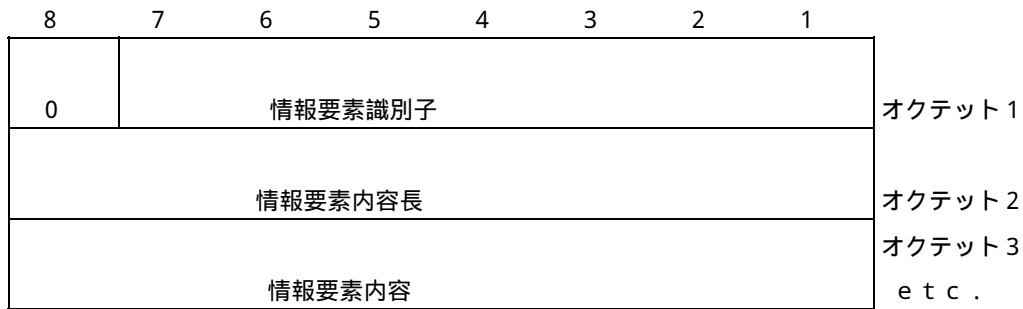 8 7 6 5 4 3 2 1
0 情報要素識別子 オクテット1
情報要素内容長 オクテット2
オクテット3
情報要素内容 etc.